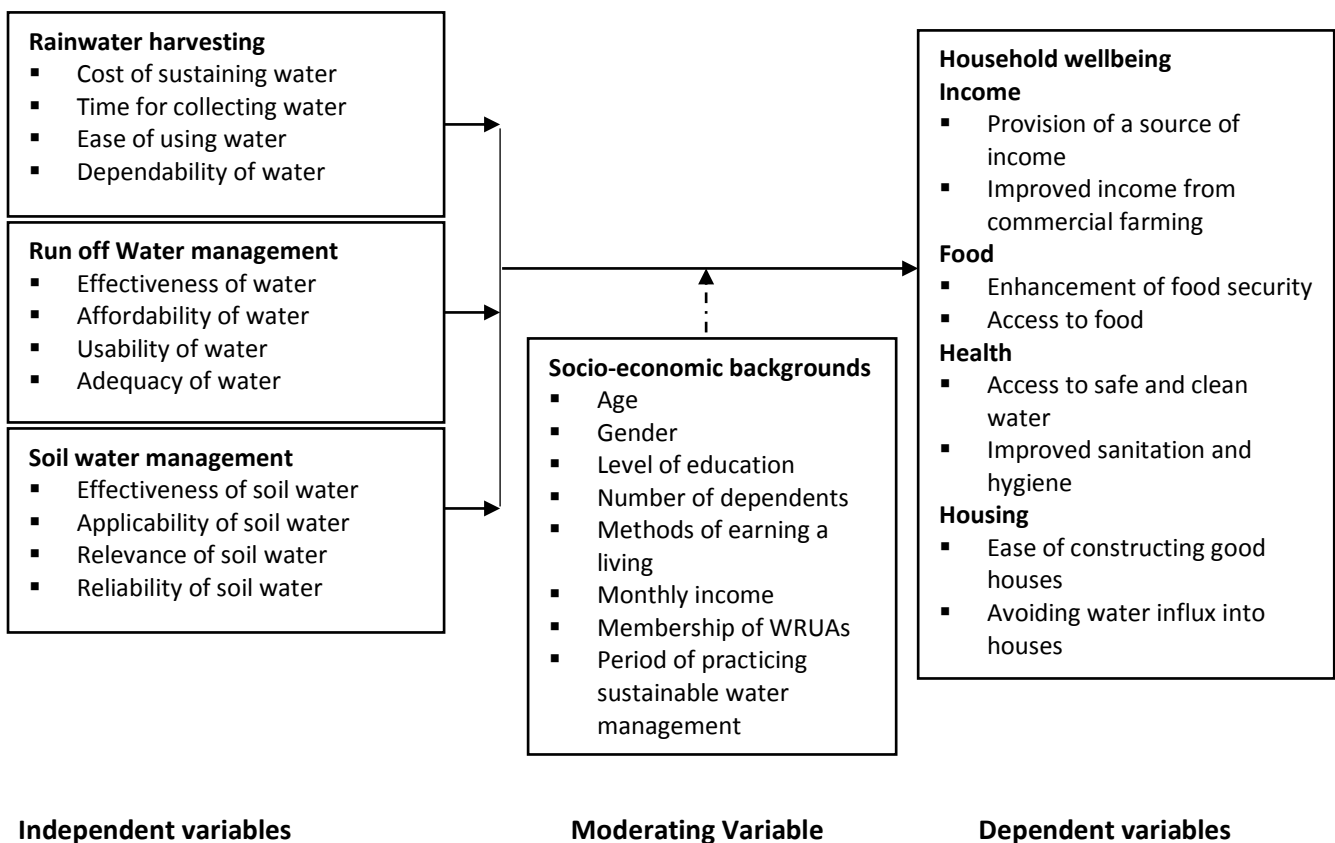 Rainwater harvesting
▪ Cost of sustaining water
▪ Time for collecting water
▪ Ease of using water
▪ Dependability of water
Run off Water management
▪ Effectiveness of water
▪ Affordability of water
▪ Usability of water
▪ Adequacy of water
Soil water management
▪ Effectiveness of soil water
▪ Applicability of soil water
▪ Relevance of soil water
▪ Reliability of soil water
Socio-economic backgrounds
▪ Age
▪ Gender
▪ Level of education
▪ Number of dependents
▪ Methods of earning a
living
▪ Monthly income
▪ Membership of WRUAs
▪ Period of practicing
sustainable water
management
Household wellbeing
Income
▪ Provision of a source of
income
▪ Improved income from
commercial farming
Food
▪ Enhancement of food security
▪ Access to food
Health
▪ Access to safe and clean
water
▪ Improved sanitation and
hygiene
Housing
▪ Ease of constructing good
houses
▪ Avoiding water influx into
houses
Independent variables
Moderating Variable
Dependent variables